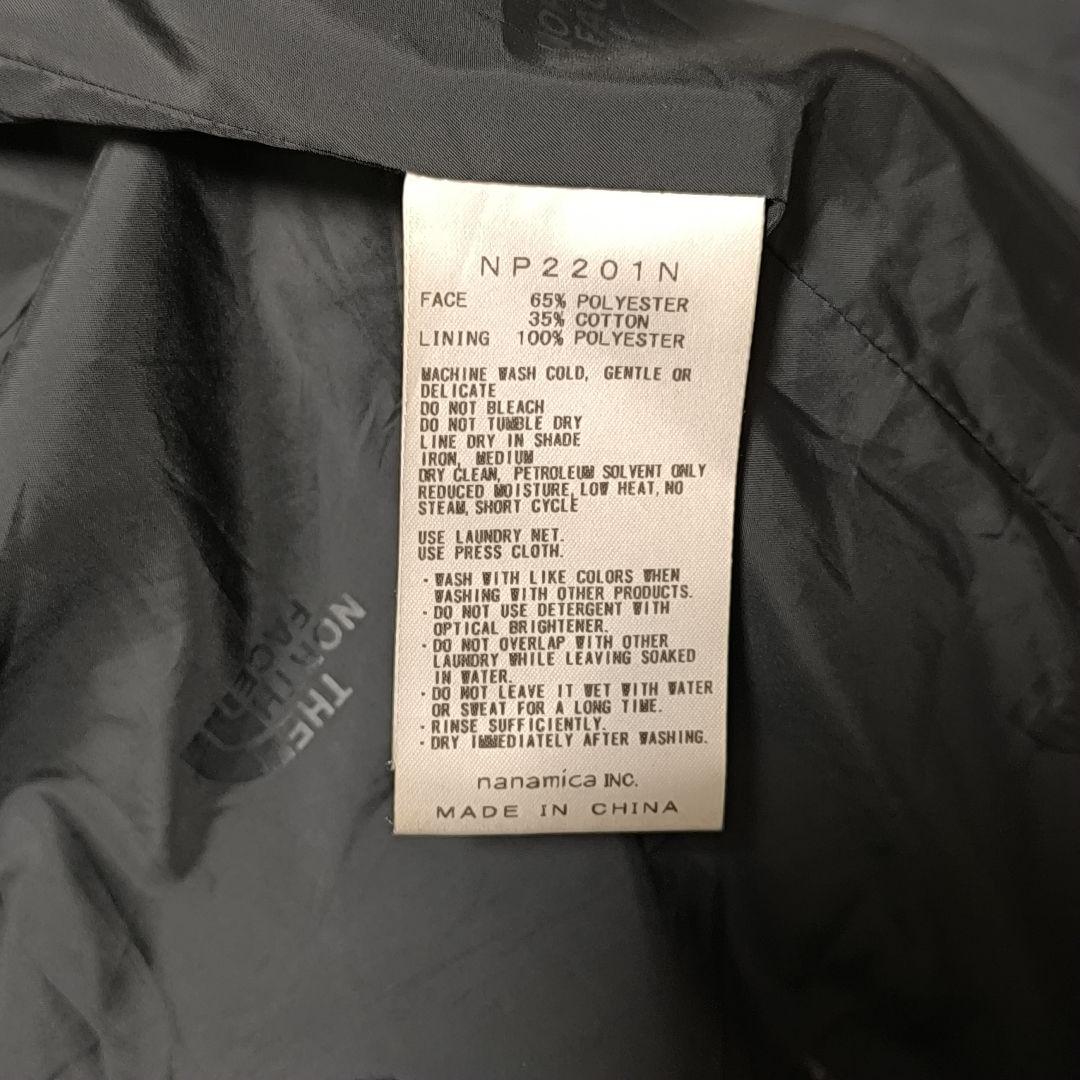 NP2201N
FACE 65% POLYESTER
35% COTTON
LINING 100% POLYESTER
MACHINE WASH COLD, GENTLE OR
DELICATE
DO NOT BLEACH
DO NOT TUMBLE DRY
LINE DRY IN SHADE
IRON, MEDIUM
DRY CLEAN, PETROLEUM SOLVENT ONLY
REDUCED MOISTURE, LOW HEAT, NO
STEAM, SHORT CYCLE
USE LAUNDRY NET.
USE PRESS CLOTH.
・WASH WITH LIKE COLORS WHEN
WASHING WITH OTHER PRODUCTS.
・DO NOT USE DETERGENT WITH
OPTICAL BRIGHTENER.
・DO NOT OVERLAP WITH OTHER
LAUNDRY WHILE LEAVING SOAKED
IN WATER.
・DO NOT LEAVE IT WET WITH WATER
OR SWEAT FOR A LONG TIME.
・RINSE SUFFICIENTLY.
・DRY IMMEDIATELY AFTER WASHING.
nanamica INC.
MADE IN CHINA
THE
NORTH
FACE